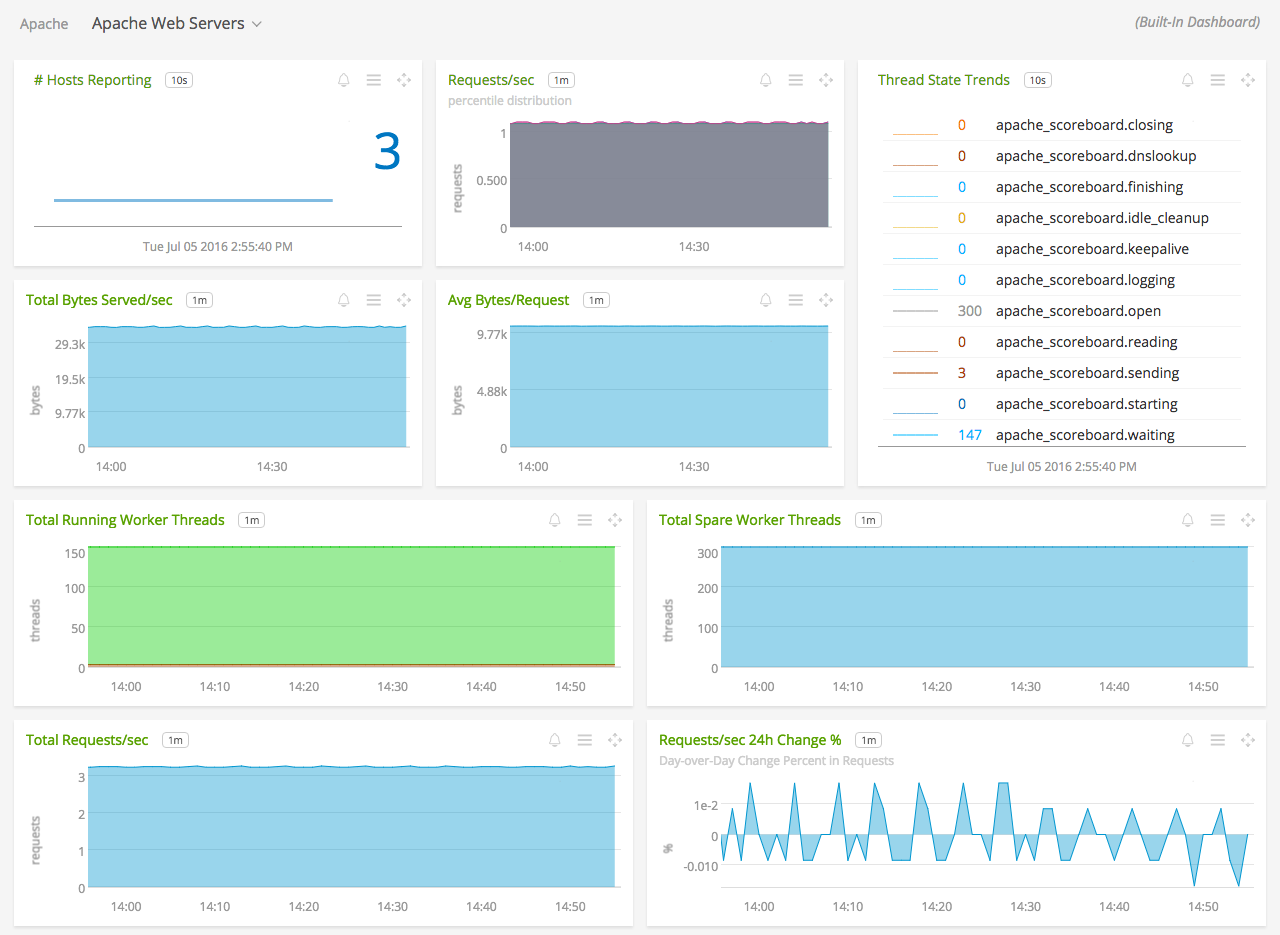 Apache Apache Web Servers
(Built-In Dashboard)
# Hosts Reporting 10s
3
Tue Jul 05 2016 2:55:40 PM
Requests/sec 1m
percentile distribution
requests
1
0.500
0
14:00 14:30
Thread State Trends 10s
0 apache_scoreboard.closing
0 apache_scoreboard.dnslookup
0 apache_scoreboard.finishing
0 apache_scoreboard.idle_cleanup
0 apache_scoreboard.keepalive
0 apache_scoreboard.logging
300 apache_scoreboard.open
0 apache_scoreboard.reading
3 apache_scoreboard.sending
0 apache_scoreboard.starting
147 apache_scoreboard.waiting
Tue Jul 05 2016 2:55:40 PM
Total Bytes Served/sec 1m
bytes
29.3k
19.5k
9.77k
0
14:00 14:30
Avg Bytes/Request 1m
bytes
9.77k
4.88k
0
14:00 14:30
Total Running Worker Threads 1m
threads
150
100
50
0
14:00 14:10 14:20 14:30 14:40 14:50
Total Spare Worker Threads 1m
threads
300
200
100
0
14:00 14:10 14:20 14:30 14:40 14:50
Total Requests/sec 1m
requests
3
2
1
0
14:00 14:10 14:20 14:30 14:40 14:50
Requests/sec 24h Change % 1m
Day-over-Day Change Percent in Requests
%
1e-2
0
-0.010
14:00 14:10 14:20 14:30 14:40 14:50